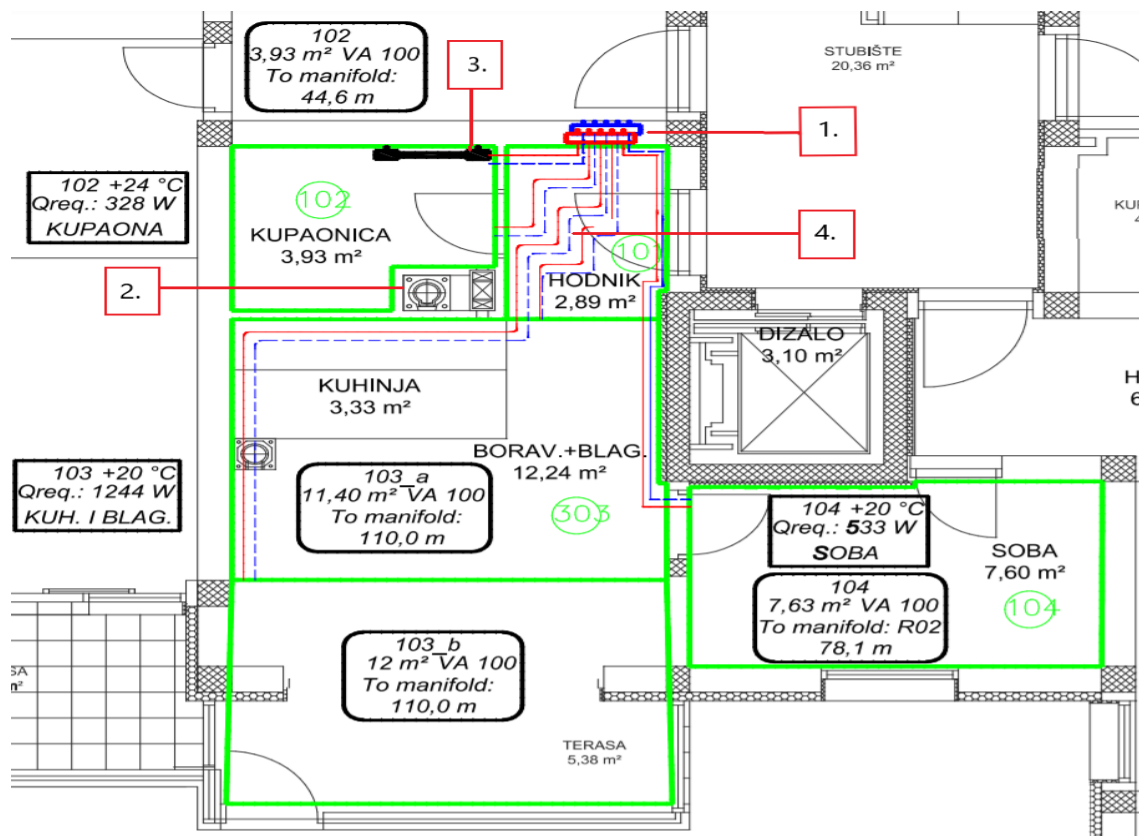 102
3,93 m² VA 100
To manifold:
44,6 m
3.
STUBIŠTE
20,36 m²
1.
102 +24 °C
Qreq.: 328 W
KUPAONA
102
KUPAONICA
3,93 m²
4.
101
HODNIK
2,89 m²
2.
KUP
4
DIZALO
3,10 m²
H
6
KUHINJA
3,33 m²
BORAV.+BLAG.
12,24 m²
103 +20 °C
Qreq.: 1244 W
KUH. I BLAG.
103_a
11,40 m² VA 100
To manifold:
110,0 m
303
104 +20 °C
Qreq.: 533 W
SOBA
SOBA
7,60 m²
104
104
7,63 m² VA 100
To manifold: R02
78,1 m
103_b
12 m² VA 100
To manifold:
110,0 m
SA
m²
TERASA
5,38 m²